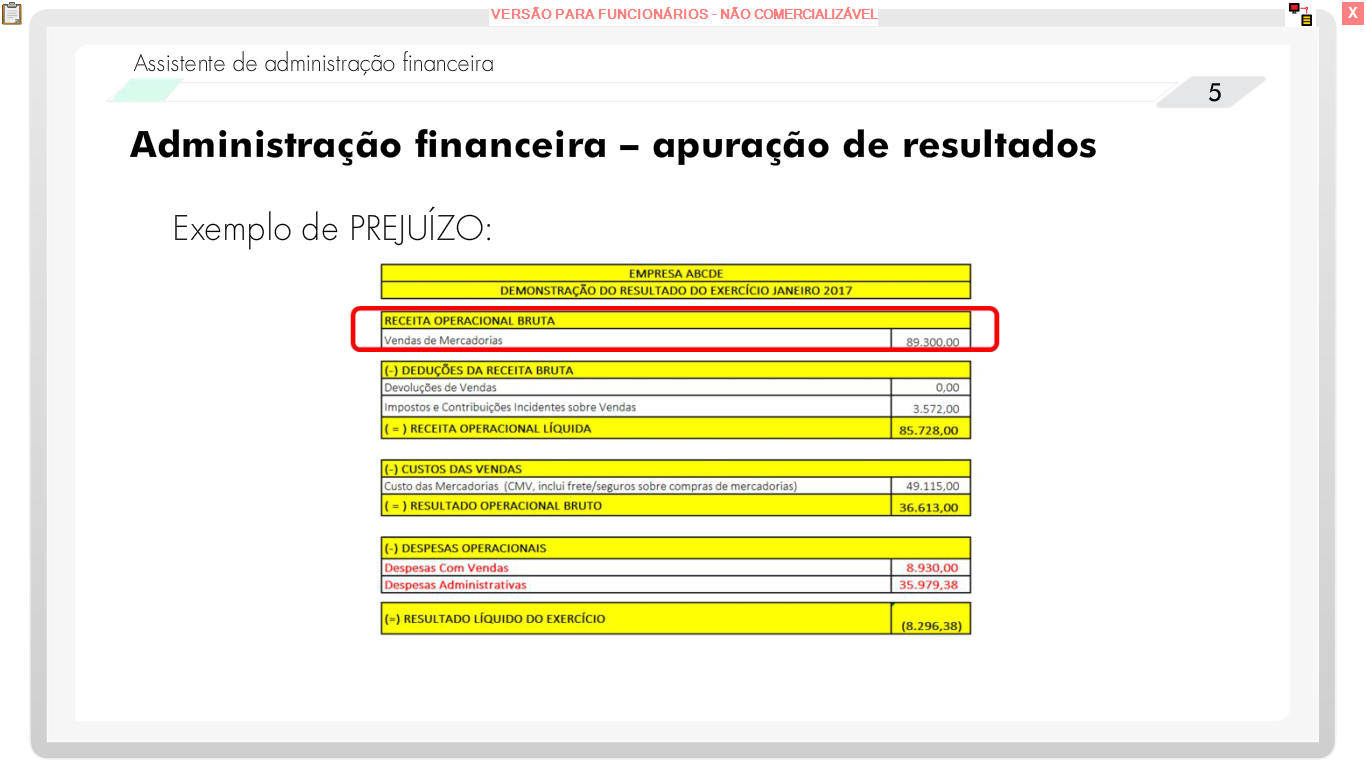 VERSÃO PARA FUNCIONÁRIOS - NÃO COMERCIALIZÁVEL
X
Assistente de administração financeira
5
Administração financeira – apuração de resultados
Exemplo de PREJUÍZO:
EMPRESA ABCDE
DEMONSTRAÇÃO DO RESULTADO DO EXERCÍCIO JANEIRO 2017
RECEITA OPERACIONAL BRUTA
Vendas de Mercadorias 89.300,00
(-) DEDUÇÕES DA RECEITA BRUTA
Devoluções de Vendas 0,00
Impostos e Contribuições Incidentes sobre Vendas 3.572,00
( = ) RECEITA OPERACIONAL LÍQUIDA 85.728,00
(-) CUSTOS DAS VENDAS
Custo das Mercadorias (CMV, inclui frete/seguros sobre compras de mercadorias) 49.115,00
( = ) RESULTADO OPERACIONAL BRUTO 36.613,00
(-) DESPESAS OPERACIONAIS
Despesas Com Vendas 8.930,00
Despesas Administrativas 35.979,38
(=) RESULTADO LÍQUIDO DO EXERCÍCIO (8.296,38)